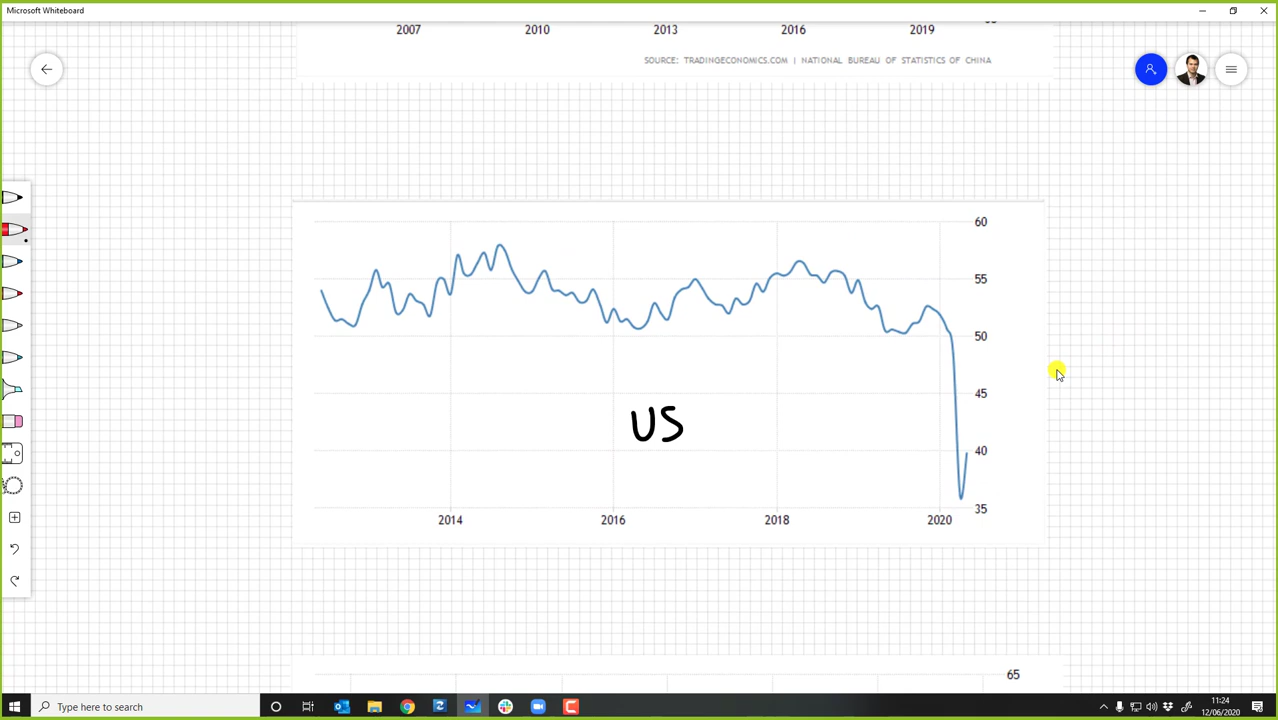 Microsoft Whiteboard
2007 2010 2013 2016 2019
SOURCE: TRADINGECONOMICS.COM | NATIONAL BUREAU OF STATISTICS OF CHINA
60
55
50
45
US
40
35
2014 2016 2018 2020
65
Type here to search
11:24
12/06/2020